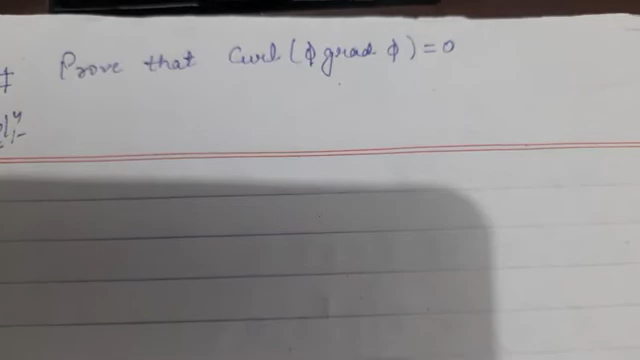 Prove that Curl (ϕ grad ϕ) = 0